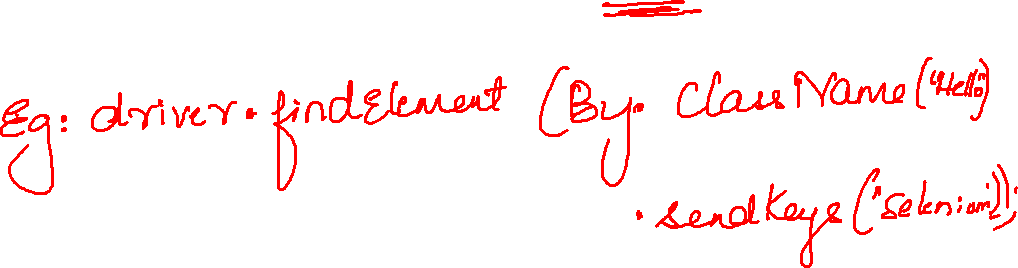 Eg: driver.findElement (By. ClassName("Hello")
.sendKeys("Selenium"));